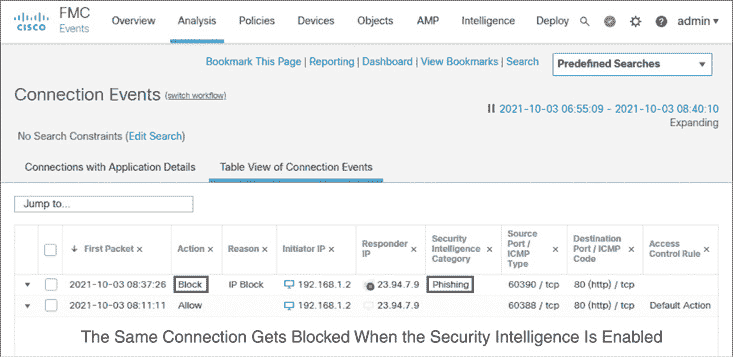 CISCO
FMC
Events
Overview Analysis Policies Devices Objects AMP Intelligence Deploy admin
Bookmark This Page | Reporting | Dashboard | View Bookmarks | Search
Predefined Searches
Connection Events (switch workflow)
2021-10-03 06:55:09 - 2021-10-03 08:40:10
Expanding
No Search Constraints (Edit Search)
Connections with Application Details Table View of Connection Events
Jump to...
First Packet × Action × Reason × Initiator IP × Responder IP × Security Intelligence Category × Source Port / ICMP Type × Destination Port / ICMP Code × Access Control Rule ×
2021-10-03 08:37:26 Block IP Block 192.168.1.2 23.94.7.9 Phishing 60390 / tcp 80 (http) / tcp
2021-10-03 08:11:11 Allow 192.168.1.2 23.94.7.9 60388 / tcp 80 (http) / tcp Default Action
The Same Connection Gets Blocked When the Security Intelligence Is Enabled